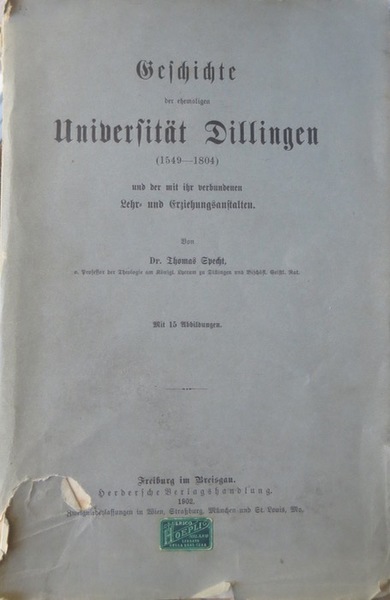 Geschichte
der ehemaligen
Universität Dillingen
(1549—1804)
und der mit ihr verbundenen
Lehr- und Erziehungsanstalten.
Von
Dr. Thomas Specht,
o. Professor der Theologie am Königl. Lyceum zu Dillingen und Bischöfl. Geistl. Rat.
Mit 15 Abbildungen.
Freiburg im Breisgau.
Herdersche Verlagshandlung.
1902.
Zweigniederlassungen in Wien, Straßburg, München und St. Louis, Mo.
HOEPLI
MILANO